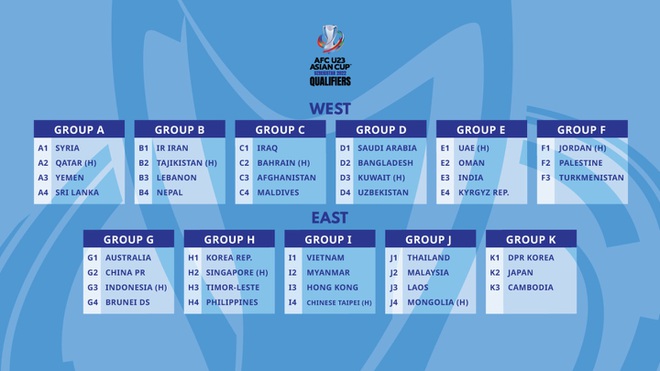 AFC U23
ASIAN CUP
UZBEKISTAN 2022
QUALIFIERS
WEST
GROUP A
A1 SYRIA
A2 QATAR (H)
A3 YEMEN
A4 SRI LANKA
GROUP B
B1 IR IRAN
B2 TAJIKISTAN (H)
B3 LEBANON
B4 NEPAL
GROUP C
C1 IRAQ
C2 BAHRAIN (H)
C3 AFGHANISTAN
C4 MALDIVES
GROUP D
D1 SAUDI ARABIA
D2 BANGLADESH
D3 KUWAIT (H)
D4 UZBEKISTAN
GROUP E
E1 UAE (H)
E2 OMAN
E3 INDIA
E4 KYRGYZ REP.
GROUP F
F1 JORDAN (H)
F2 PALESTINE
F3 TURKMENISTAN
EAST
GROUP G
G1 AUSTRALIA
G2 CHINA PR
G3 INDONESIA (H)
G4 BRUNEI DS
GROUP H
H1 KOREA REP.
H2 SINGAPORE (H)
H3 TIMOR-LESTE
H4 PHILIPPINES
GROUP I
I1 VIETNAM
I2 MYANMAR
I3 HONG KONG
I4 CHINESE TAIPEI (H)
GROUP J
J1 THAILAND
J2 MALAYSIA
J3 LAOS
J4 MONGOLIA (H)
GROUP K
K1 DPR KOREA
K2 JAPAN
K3 CAMBODIA